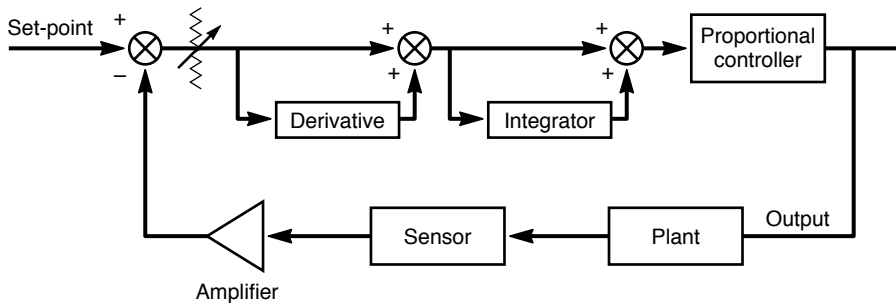 Set-point
+
−
+
+
+
+
Proportional
controller
Derivative
Integrator
Sensor
Plant
Output
Amplifier